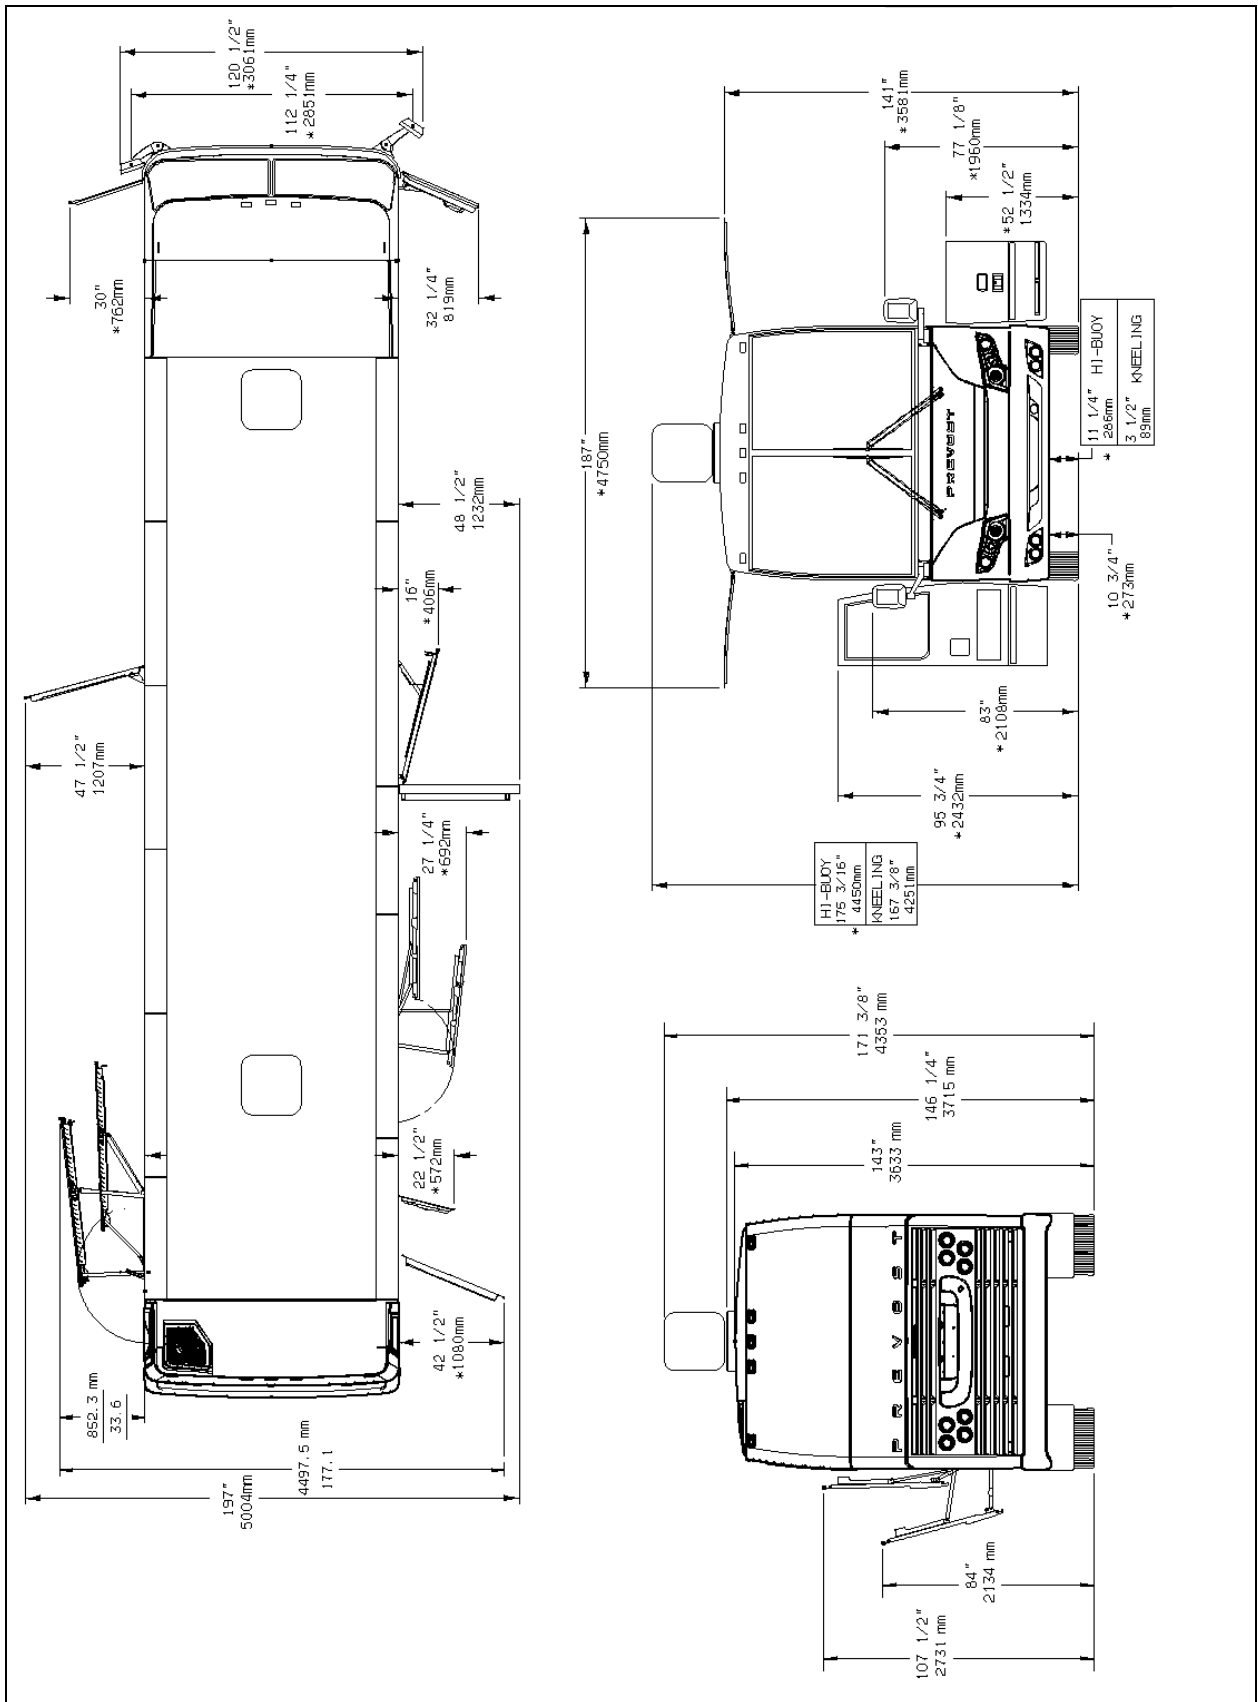 120 1/2"
*3061mm
112 1/4"
*2851mm
30"
*762mm
32 1/4"
819mm
48 1/2"
1232mm
16"
*406mm
47 1/2"
1207mm
27 1/4"
*692mm
22 1/2"
*572mm
42 1/2"
*1080mm
852.3 mm
33.6
4497.5 mm
177.1
197"
5004mm
141"
*3581mm
77 1/8"
*1960mm
*52 1/2"
1334mm
187"
*4750mm
PREVOST
11 1/4" HI-BUOY
286mm
3 1/2" KNEELING
89mm
*
10 3/4"
*273mm
83"
*2108mm
95 3/4"
*2432mm
HI-BUOY
175 3/16"
4450mm
KNEELING
167 3/8"
4251mm
*
171 3/8"
4353 mm
146 1/4"
3715 mm
143"
3633 mm
PREVOST
84"
2134 mm
107 1/2"
2731 mm